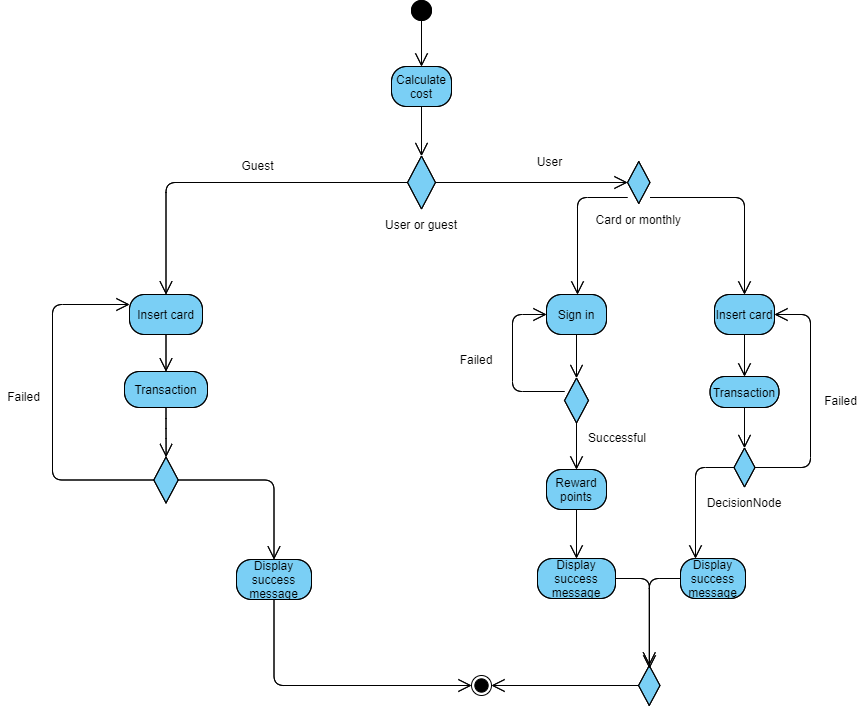 Calculate
cost
Guest
User
User or guest
Card or monthly
Insert card
Sign in
Insert card
Failed
Transaction
Transaction
Failed
Failed
Successful
Reward
points
DecisionNode
Display
success
message
Display
success
message
Display
success
message